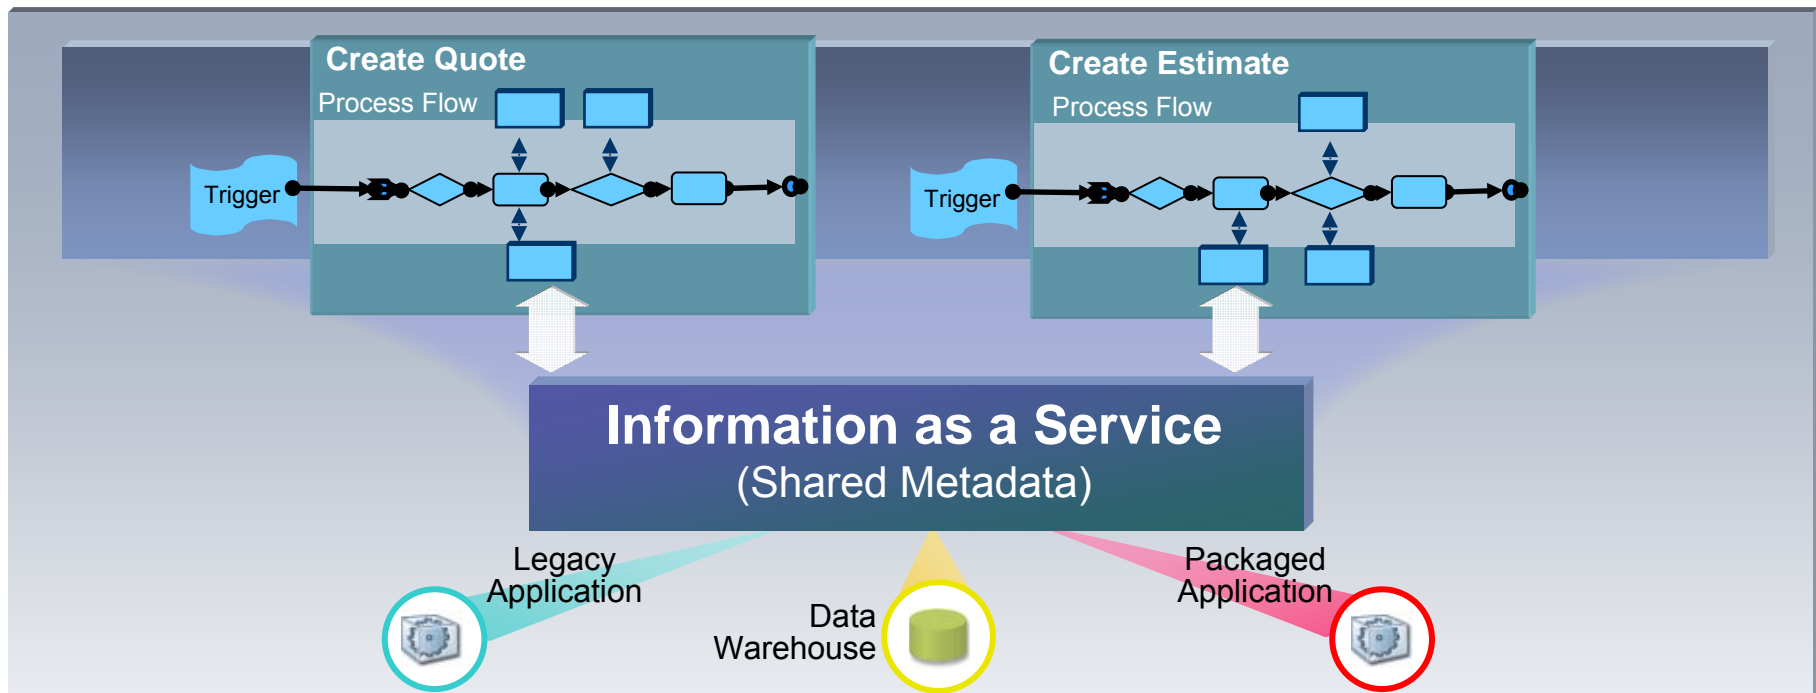 Create Quote
Process Flow
Trigger
Create Estimate
Process Flow
Trigger
Information as a Service
(Shared Metadata)
Legacy
Application
Data
Warehouse
Packaged
Application